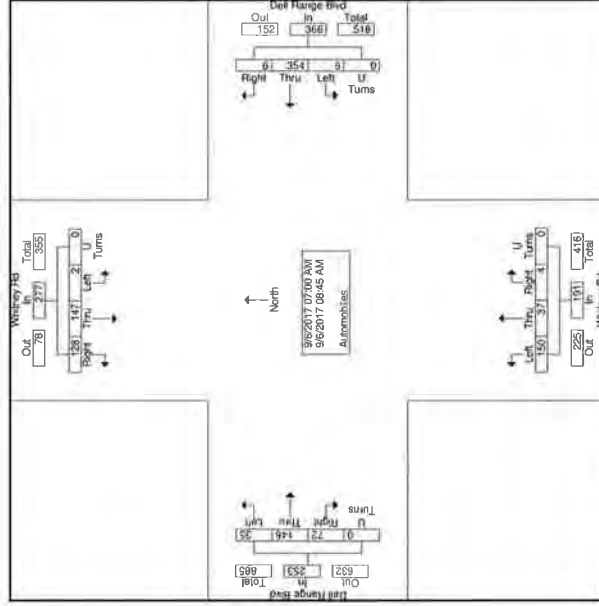 Dell Range Blvd
Out In Total
152 366 518
6 354 6 0
Right Thru Left U Turns
Whitney Rd
Out In Total
78 277 355
128 147 2 0
Right Thru Left U Turns
North
9/6/2017 07:00 AM
9/6/2017 08:45 AM
Automobiles
Left Thru Right U Turns
150 37 4 0
Out In Total
225 191 416
Left Thru Right U Turns
35 146 72 0
Total In Out
885 253 632
Dell Range Blvd